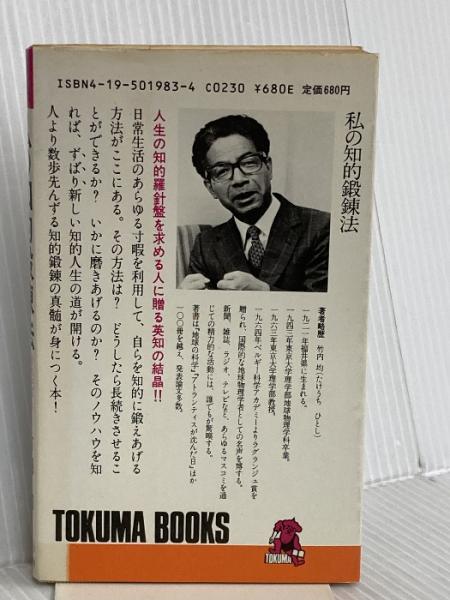 ISBN4-19-501983-4 C0230 ¥680E 定価680円
私の知的鍛錬法
著者略歴 竹内 均(たけうち、ひとし)
一九二一年福井県に生まれる。
一九四三年東京大学理学部地球物理学科卒業。
一九六三年東京大学理学部教授。
一九六四年ベルギー科学アカデミーよりラグランジュ賞を
贈られ、国際的な地球物理学者としての名声を博する。
新聞、雑誌、ラジオ、テレビなど、あらゆるマスコミを通
じての精力的な活動には、誰もが驚嘆する。
著書は、「地球の科学」「アトランティスが沈んだ日」ほか
一〇〇冊を越え、発表論文多数。
人生の知的羅針盤を求める人に贈る英知の結晶!!
日常生活のあらゆる寸暇を利用して、自らを知的に鍛えあげる
方法がここにある。その方法は? どうしたら長続きさせるこ
とができるか? いかに磨きあげるのか? そのノウハウを知
れば、ずばり新しい知的人生の道が開ける。
人より数歩先んずる知的鍛錬の真髄が身につく本!
TOKUMA BOOKS
TOKUMA